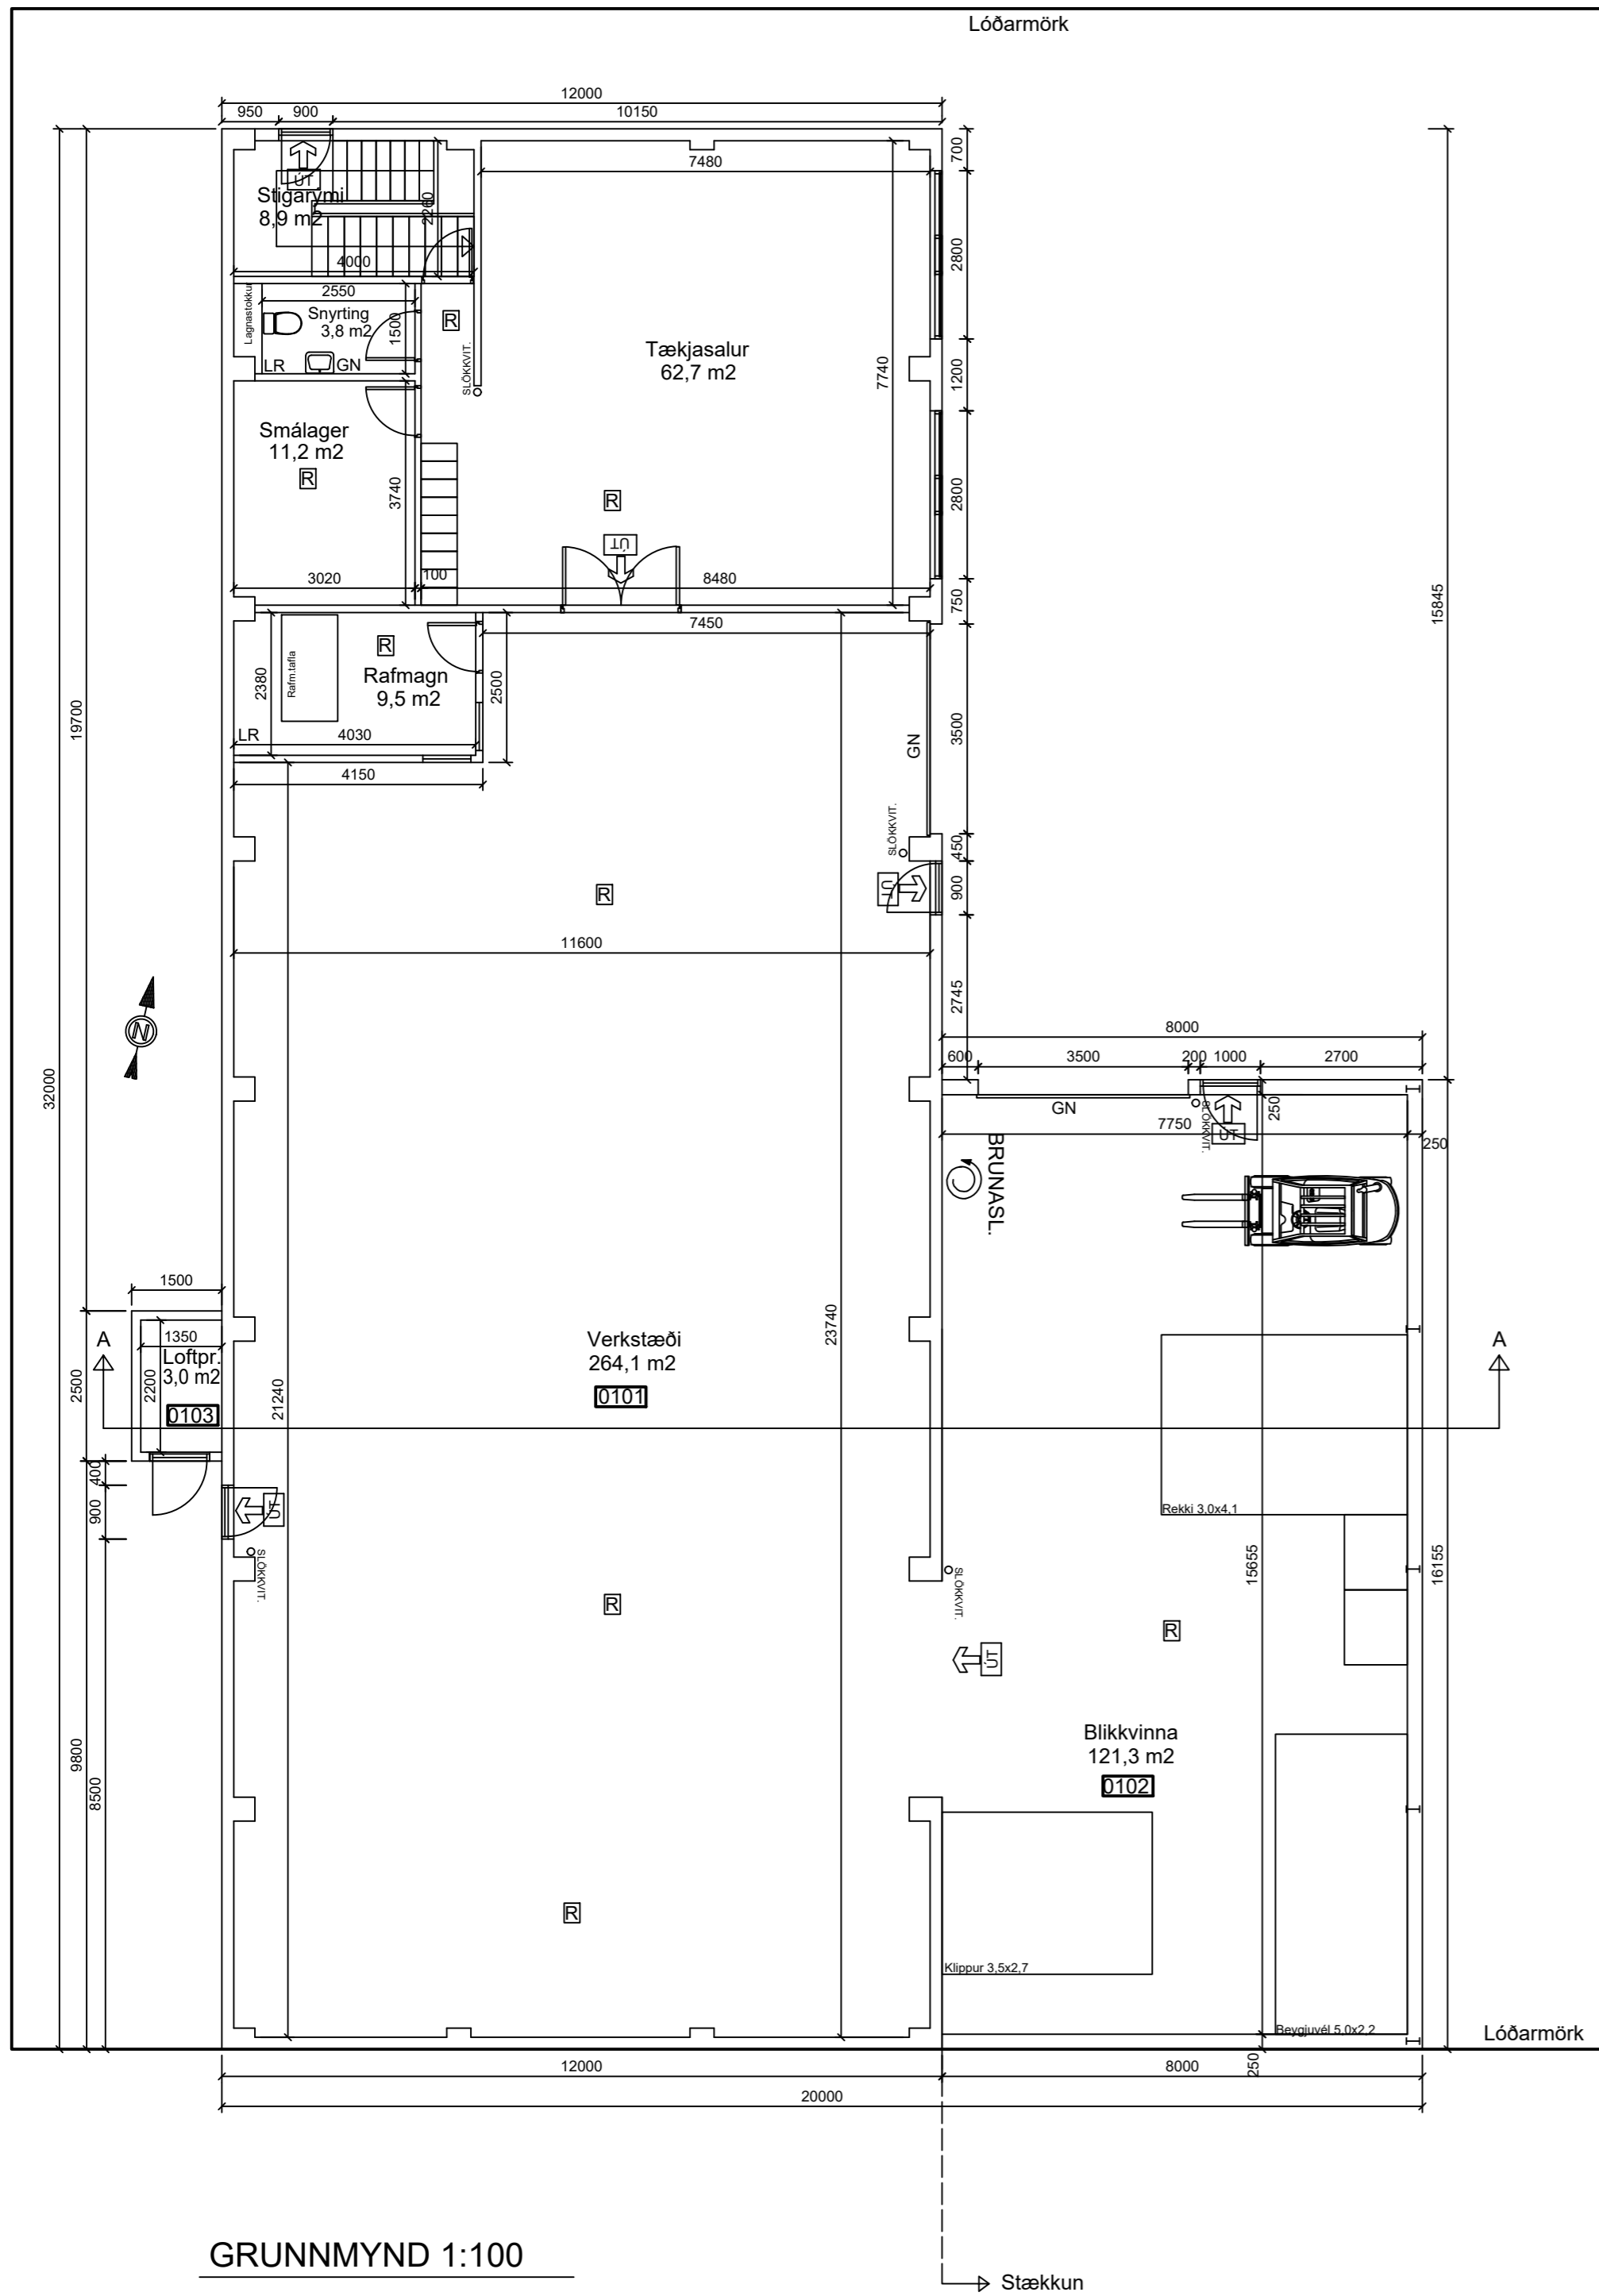 Lóðarmörk
12000
950
900
10150
700
7480
ÚT
Stigarými
8,9 m2
2260
2800
4000
2550
Lagnastokkur
Snyrting
3,8 m2
1500
R
LR
GN
SLÖKKVIT.
Tækjasalur
62,7 m2
7740
1200
Smálager
11,2 m2
R
3740
R
2800
ÚT
3020
100
8480
750
15845
7450
R
Rafm.tafla
Rafmagn
9,5 m2
2380
2500
LR
4030
4150
19700
3500
GN
SLÖKKVIT.
450
ÚT
900
R
11600
2745
N
32000
8000
600
3500
200
1000
2700
GN
SLÖKKVIT.
ÚT
250
7750
250
BRUNASL.
1500
A
1350
Loftpr.
3,0 m2
2200
0103
2500
21240
Verkstæði
264,1 m2
0101
23740
A
400
900
ÚT
SLÖKKVIT.
Rekki 3,0x4,1
15655
16155
SLÖKKVIT.
R
R
ÚT
Blikkvinna
121,3 m2
0102
9800
8500
R
Klippur 3,5x2,7
Beygjuvél 5,0x2,2
Lóðarmörk
12000
250
8000
20000
GRUNNMYND 1:100
Stækkun